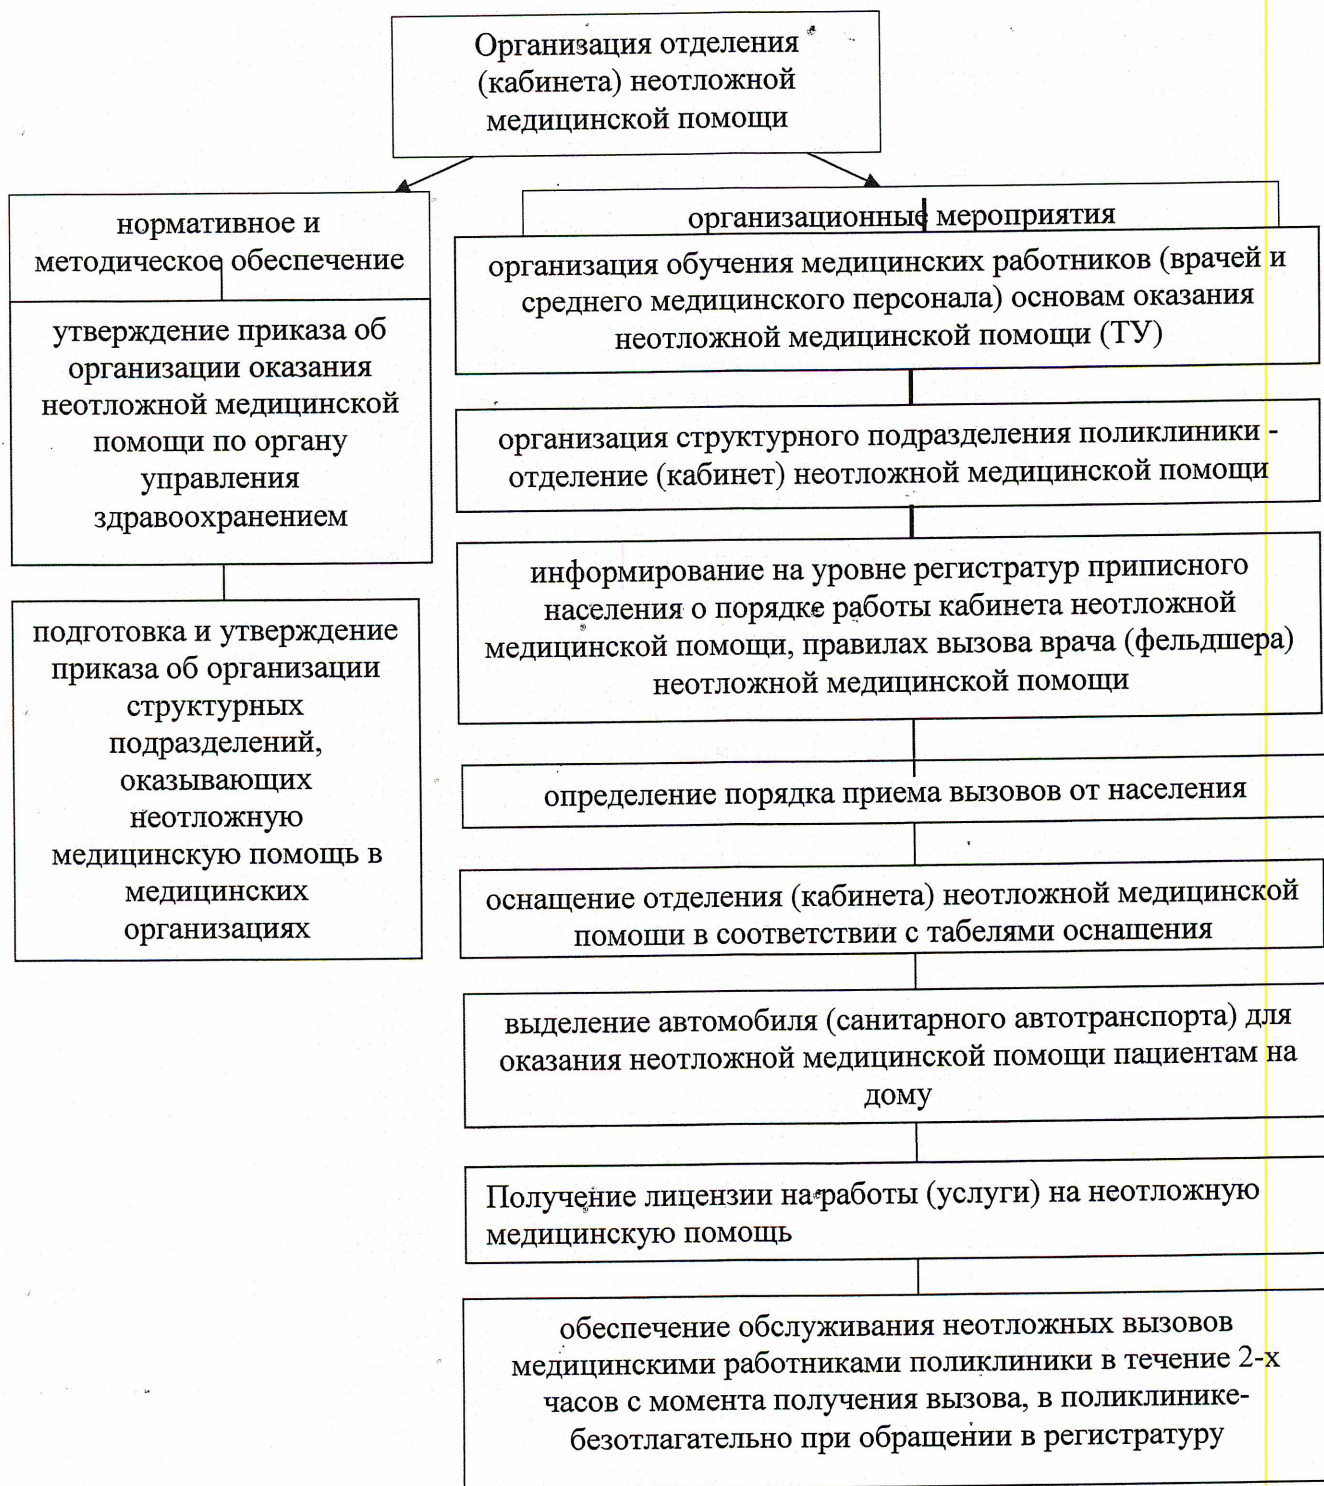 Организация отделения
(кабинета) неотложной
медицинской помощи
нормативное и
методическое обеспечение
утверждение приказа об
организации оказания
неотложной медицинской
помощи по органу
управления
здравоохранением
подготовка и утверждение
приказа об организации
структурных
подразделений,
оказывающих
неотложную
медицинскую помощь в
медицинских
организациях
организационные мероприятия
организация обучения медицинских работников (врачей и
среднего медицинского персонала) основам оказания
неотложной медицинской помощи (ТУ)
организация структурного подразделения поликлиники -
отделение (кабинет) неотложной медицинской помощи
информирование на уровне регистратур приписного
населения о порядке работы кабинета неотложной
медицинской помощи, правилах вызова врача (фельдшера)
неотложной медицинской помощи
определение порядка приема вызовов от населения
оснащение отделения (кабинета) неотложной медицинской
помощи в соответствии с табелями оснащения
выделение автомобиля (санитарного автотранспорта) для
оказания неотложной медицинской помощи пациентам на
дому
Получение лицензии на работы (услуги) на неотложную
медицинскую помощь
обеспечение обслуживания неотложных вызовов
медицинскими работниками поликлиники в течение 2-х
часов с момента получения вызова, в поликлинике-
безотлагательно при обращении в регистратуру